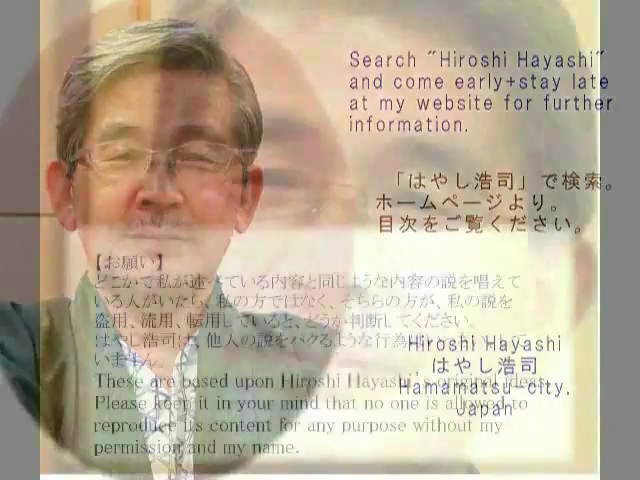 Search "Hiroshi Hayashi"
and come early+stay late
at my website for further
information.
「はやし浩司」で検索。
ホームページより。
目次をご覧ください。
【お願い】
どこかで私が述べている内容と同じような内容の説を唱えて
いる人がいたら、私の方ではなく、そちらの方が、私の説を
盗用、流用、転用していると、どうか判断してください。
はやし浩司は、他人の説をパクるような行為は
いません。
These are based upon Hiroshi Hayashi's original ideas.
Please keep it in your mind that no one is allowed to
reproduce its content for any purpose without my
permission and my name.
Hiroshi Hayashi
はやし浩司
Hamamatsu-city,
Japan